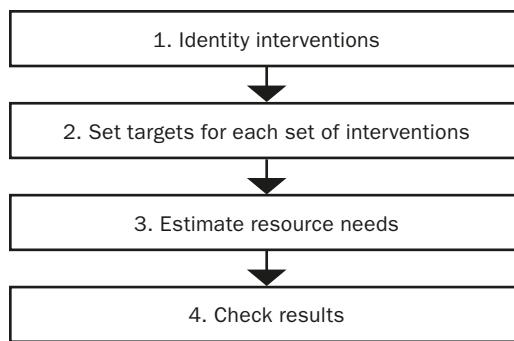 1. Identity interventions
2. Set targets for each set of interventions
3. Estimate resource needs
4. Check results